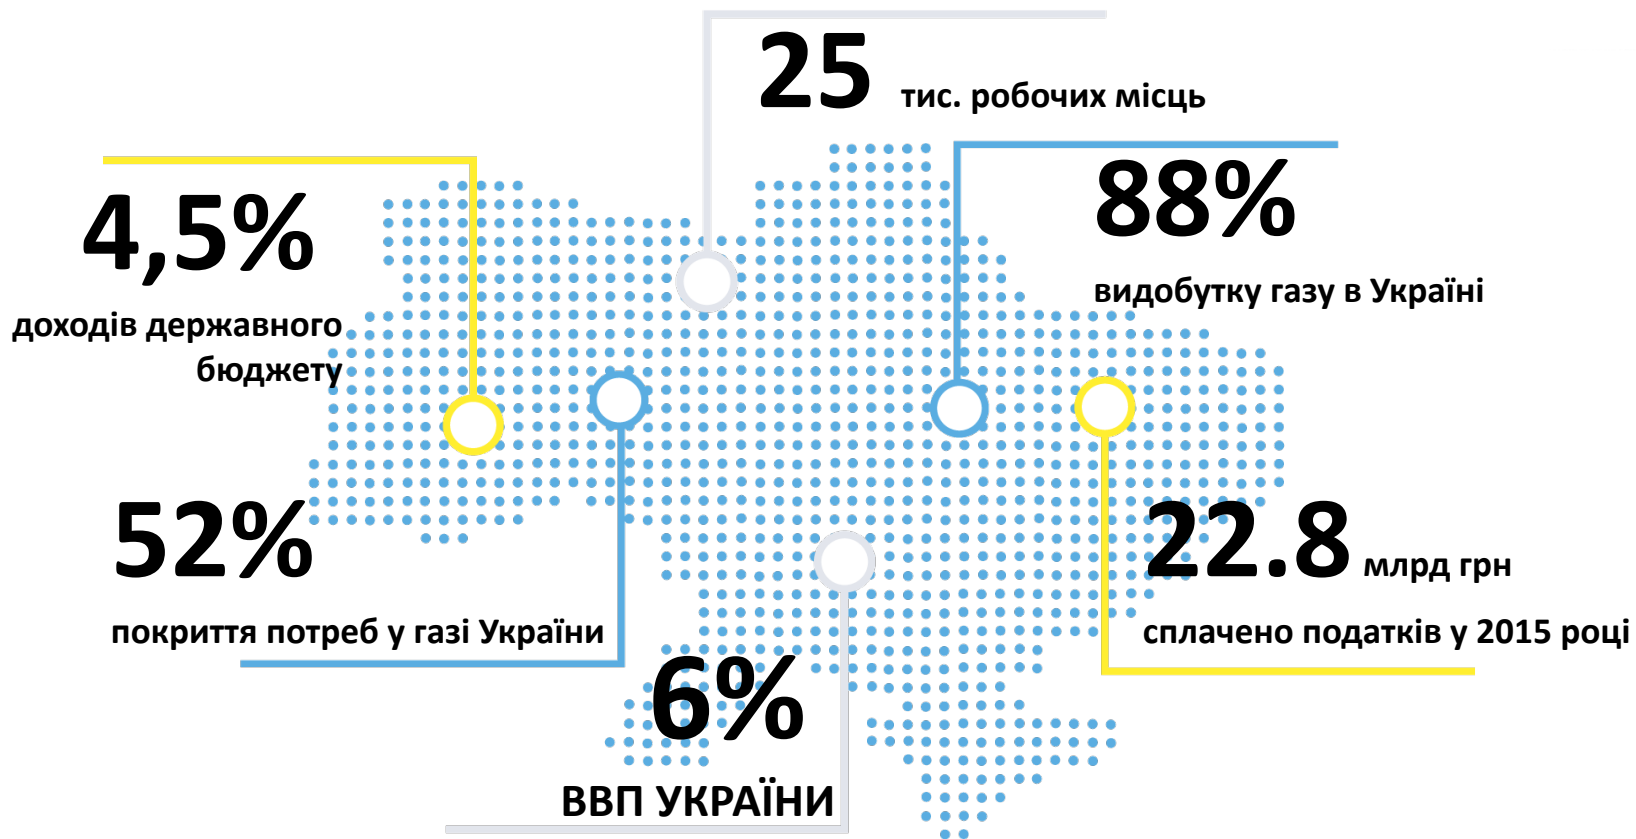 25 тис. робочих місць
4,5%
доходів державного
бюджету
88%
видобутку газу в Україні
52%
покриття потреб у газі України
22.8 млрд грн
сплачено податків у 2015 році
6%
ВВП УКРАЇНИ